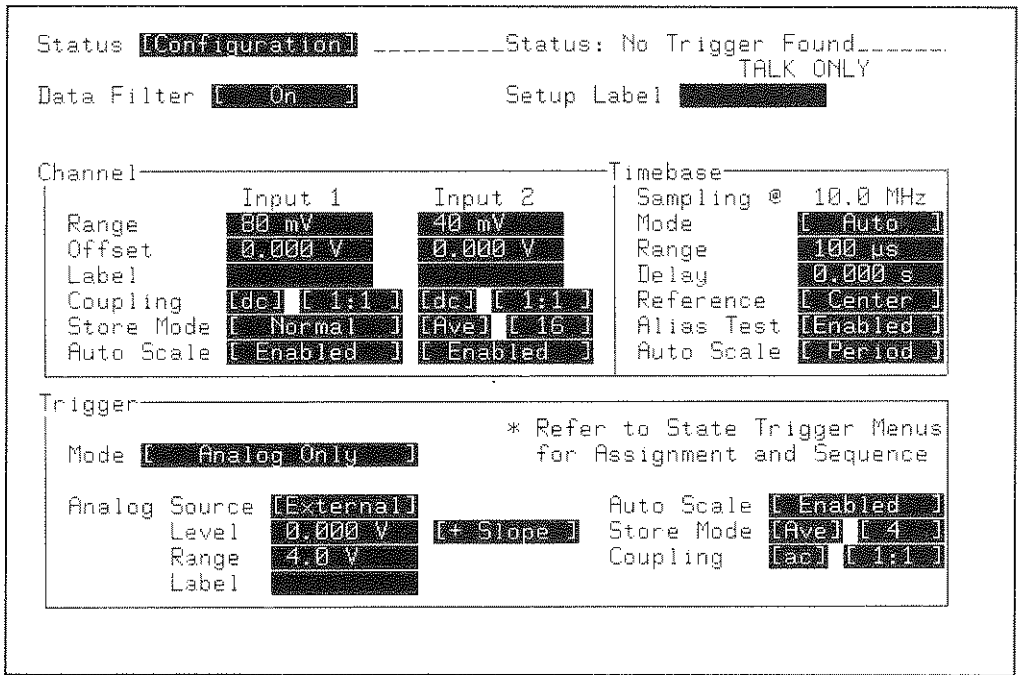 Status [Configuration] _________Status: No Trigger Found______
TALK ONLY
Data Filter [ On ] Setup Label
Channel
Input 1 Input 2
Range 80 mV 40 mV
Offset 0.000 V 0.000 V
Label
Coupling [dc] [ 1:1 ] [dc] [ 1:1 ]
Store Mode [ Normal ] [Ave] [ 16 ]
Auto Scale [ Enabled ] [ Enabled ]
Timebase
Sampling @ 10.0 MHz
Mode [ Auto ]
Range 100 µs
Delay 0.000 s
Reference [ Center ]
Alias Test [Enabled ]
Auto Scale [ Period ]
Trigger
* Refer to State Trigger Menus
for Assignment and Sequence
Mode [ Analog Only ]
Analog Source [External]
Level 0.000 V [+ Slope ]
Range 4.0 V
Label
Auto Scale [ Enabled ]
Store Mode [Ave] [ 4 ]
Coupling [ac] [ 1:1 ]